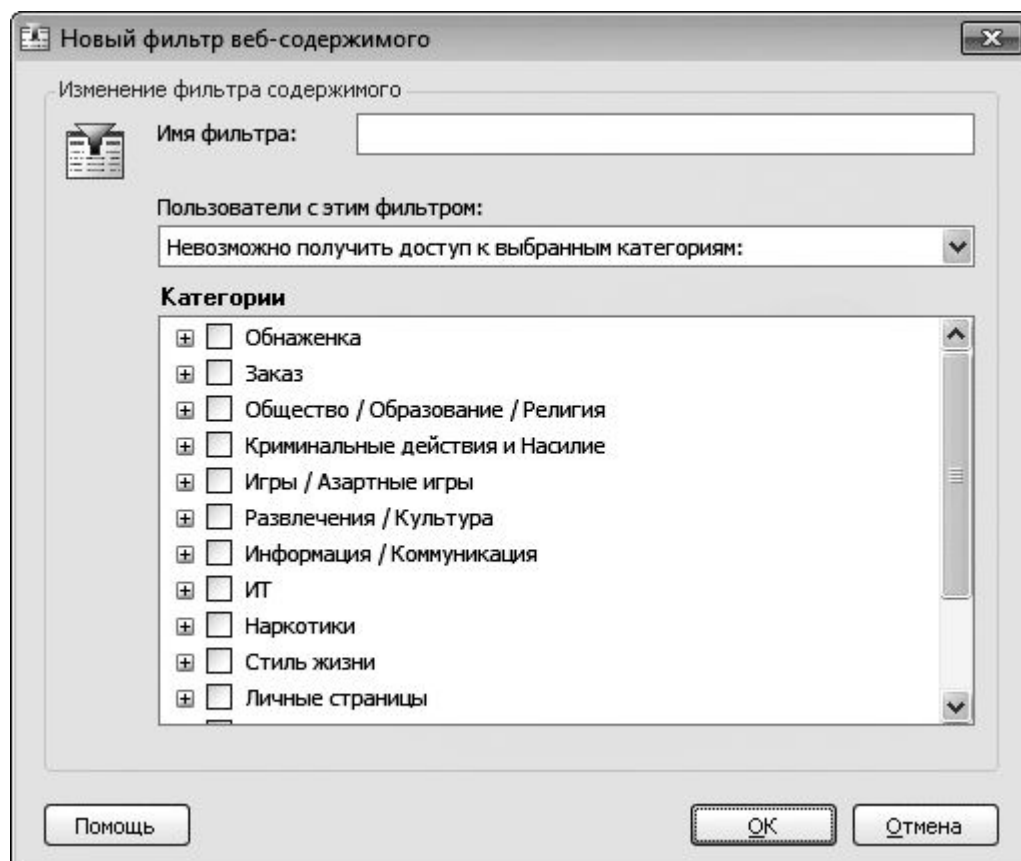 Новый фильтр веб-содержимого
Изменение фильтра содержимого
Имя фильтра:
Пользователи с этим фильтром:
Невозможно получить доступ к выбранным категориям:
Категории
Обнаженка
Заказ
Общество / Образование / Религия
Криминальные действия и Насилие
Игры / Азартные игры
Развлечения / Культура
Информация / Коммуникация
ИТ
Наркотики
Стиль жизни
Личные страницы
Помощь
ОК
Отмена